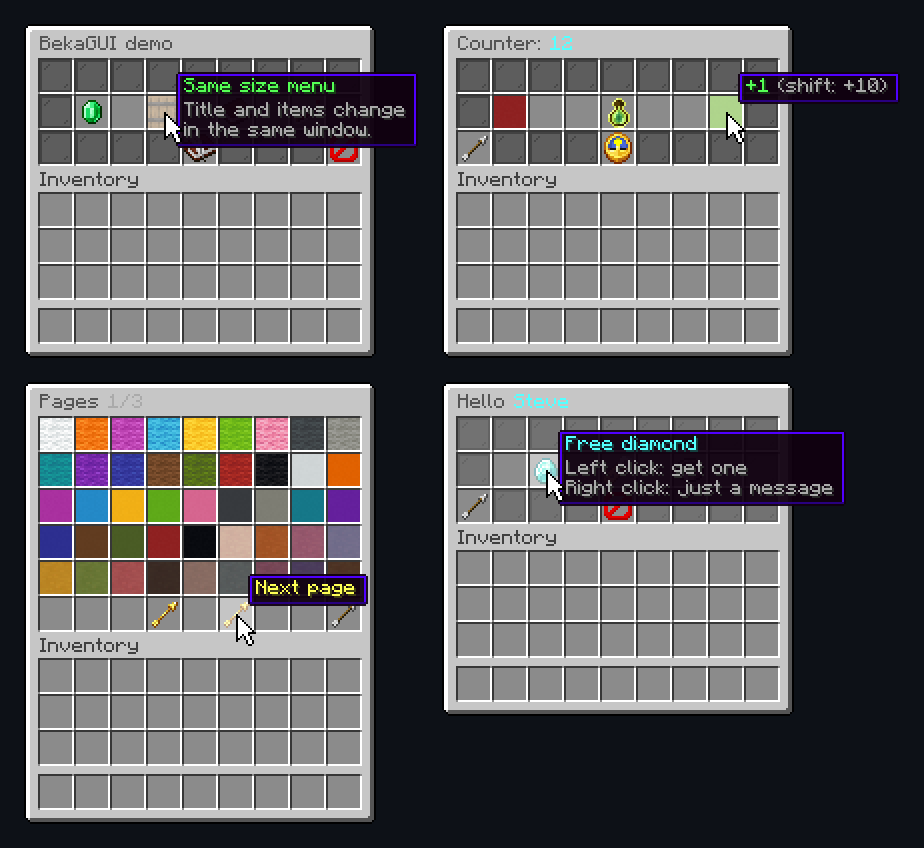 BekaGUI demo
Same size menu
Title and items change
in the same window.
Inventory
Counter: 12
+1 (shift: +10)
Inventory
Pages 1/3
Next page
Inventory
Hello Steve
Free diamond
Left click: get one
Right click: just a message
Inventory